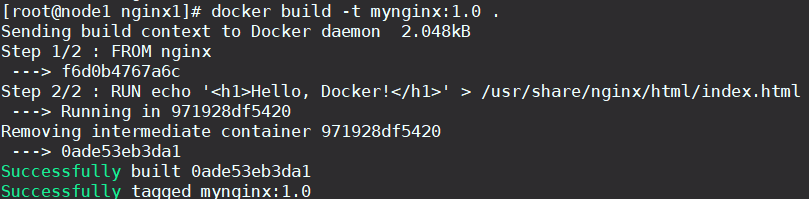 [root@node1 nginx1]# docker build -t mynginx:1.0 .
Sending build context to Docker daemon  2.048kB
Step 1/2 : FROM nginx
 ---> f6d0b4767a6c
Step 2/2 : RUN echo '<h1>Hello, Docker!</h1>' > /usr/share/nginx/html/index.html
 ---> Running in 971928df5420
Removing intermediate container 971928df5420
 ---> 0ade53eb3da1
Successfully built 0ade53eb3da1
Successfully tagged mynginx:1.0